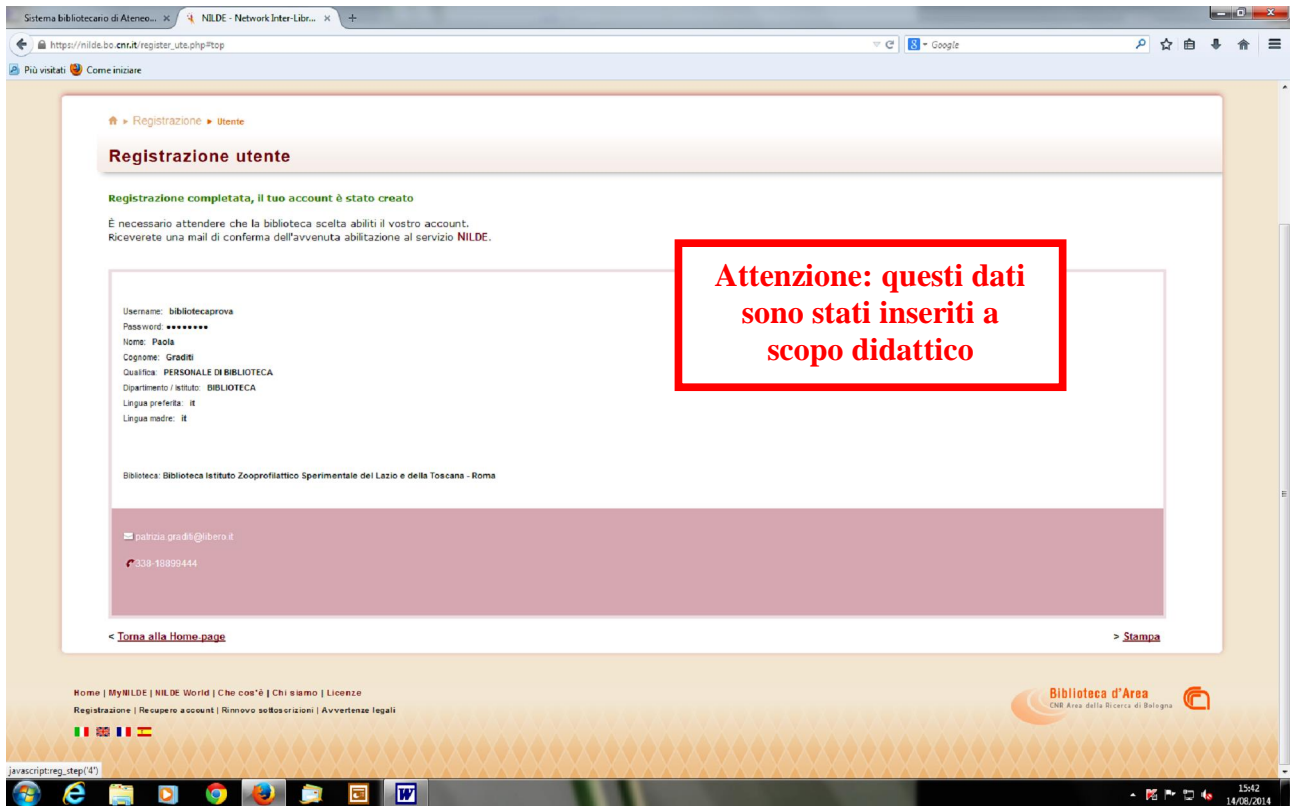 Sistema bibliotecario di Ateneo...
NILDE - Network Inter-Libr...
https://nilde.bo.cnr.it/register_ute.php#top
Google
Più visitati Come iniziare
Registrazione Utente
Registrazione utente
Registrazione completata, il tuo account è stato creato
È necessario attendere che la biblioteca scelta abiliti il vostro account.
Riceverete una mail di conferma dell'avvenuta abilitazione al servizio NILDE.
Attenzione: questi dati
sono stati inseriti a
scopo didattico
Username: bibliotecaprova
Password: ••••••••
Nome: Paola
Cognome: Graditi
Qualifica: PERSONALE DI BIBLIOTECA
Dipartimento / Istituto: BIBLIOTECA
Lingua preferita: it
Lingua madre: it
Biblioteca: Biblioteca Istituto Zooprofilattico Sperimentale del Lazio e della Toscana - Roma
patrizia.graditi@libero.it
338-18899444
< Torna alla Home-page
> Stampa
Home | MyNILDE | NILDE World | Che cos'è | Chi siamo | Licenze
Registrazione | Recupero account | Rinnovo sottoscrizioni | Avvertenze legali
Biblioteca d'Area
CNR Area della Ricerca di Bologna
javascript:reg_step('4')
15:42
14/08/2014